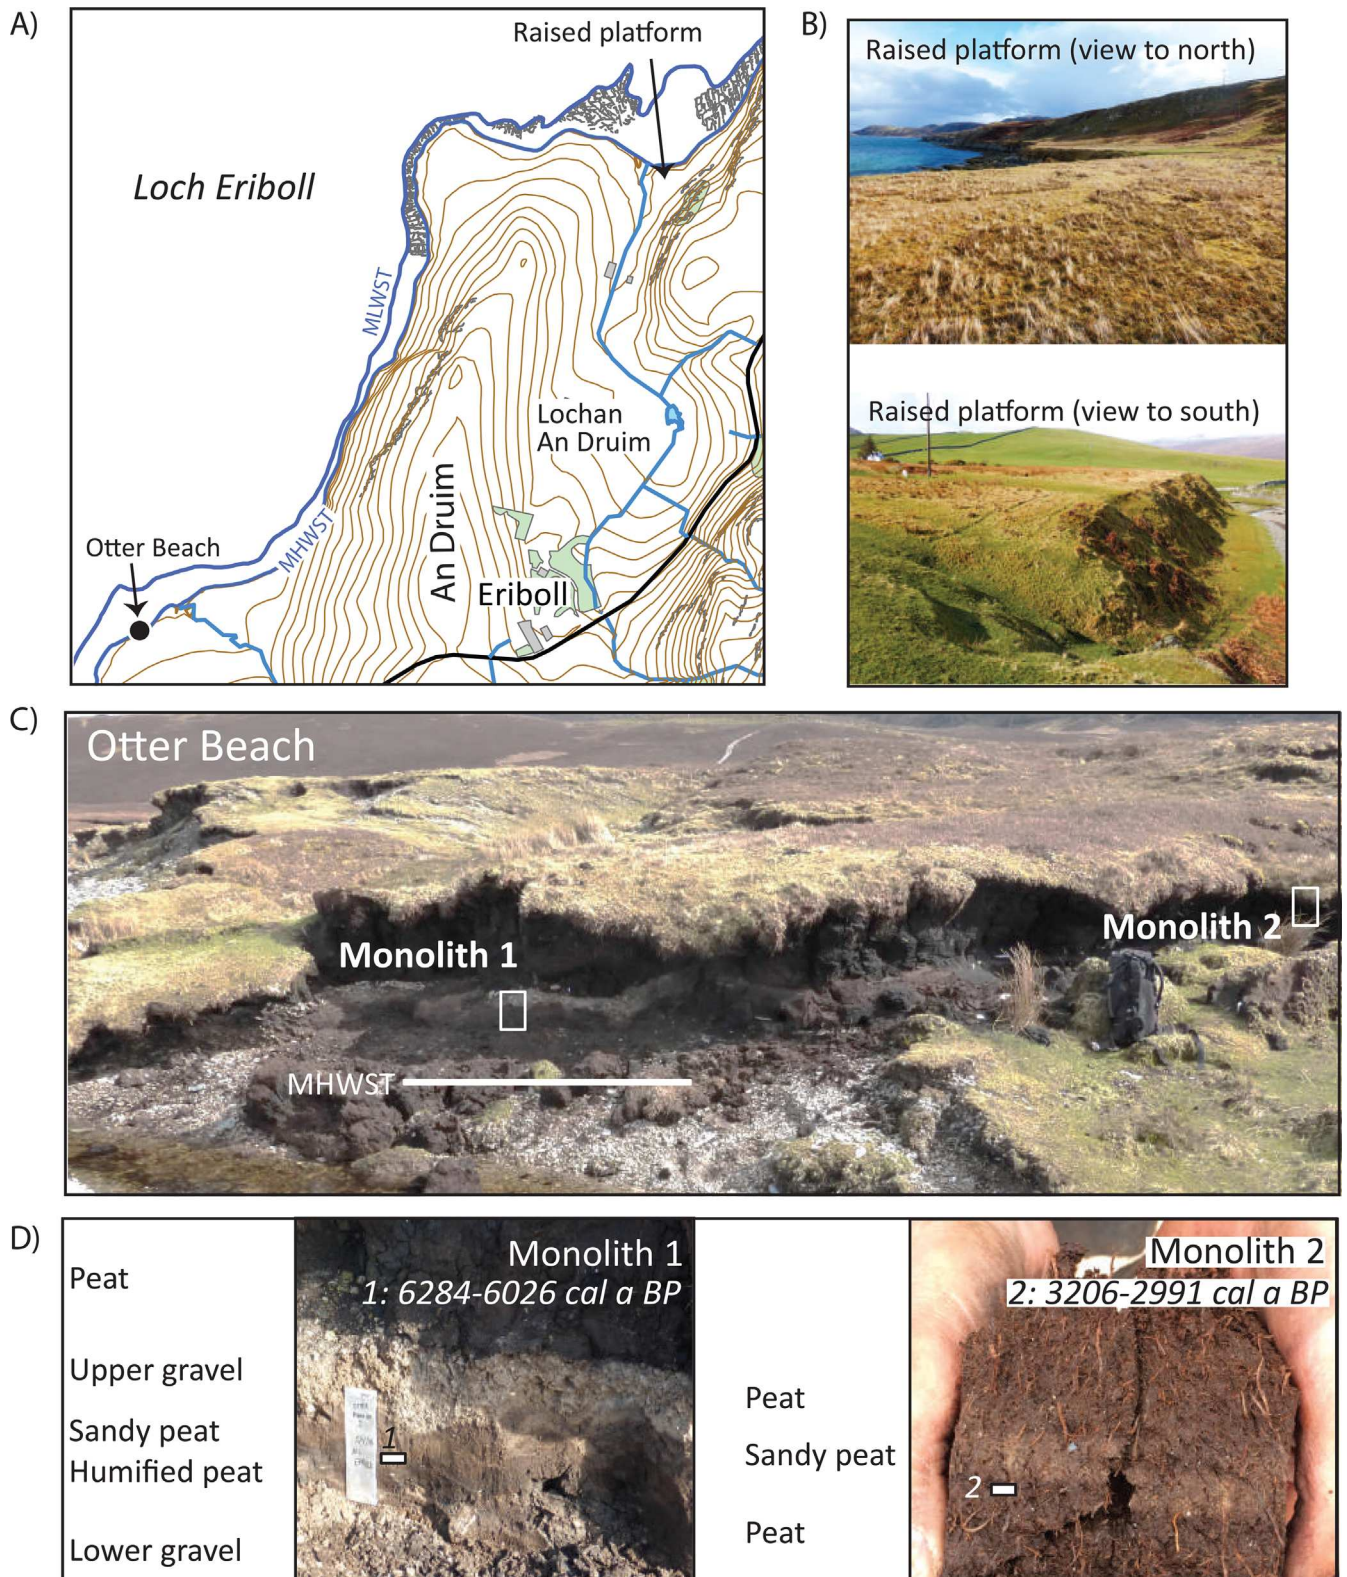 A)
Raised platform
Loch Eriboll
MLWST
Lochan
An Druim
An Druim
MHWST
Otter Beach
Eriboll
B)
Raised platform (view to north)
Raised platform (view to south)
C)
Otter Beach
Monolith 1
Monolith 2
MHWST
D)
Peat
Upper gravel
Sandy peat
Humified peat
Lower gravel
Monolith 1
1: 6284-6026 cal a BP
1
Peat
Sandy peat
Peat
Monolith 2
2: 3206-2991 cal a BP
2